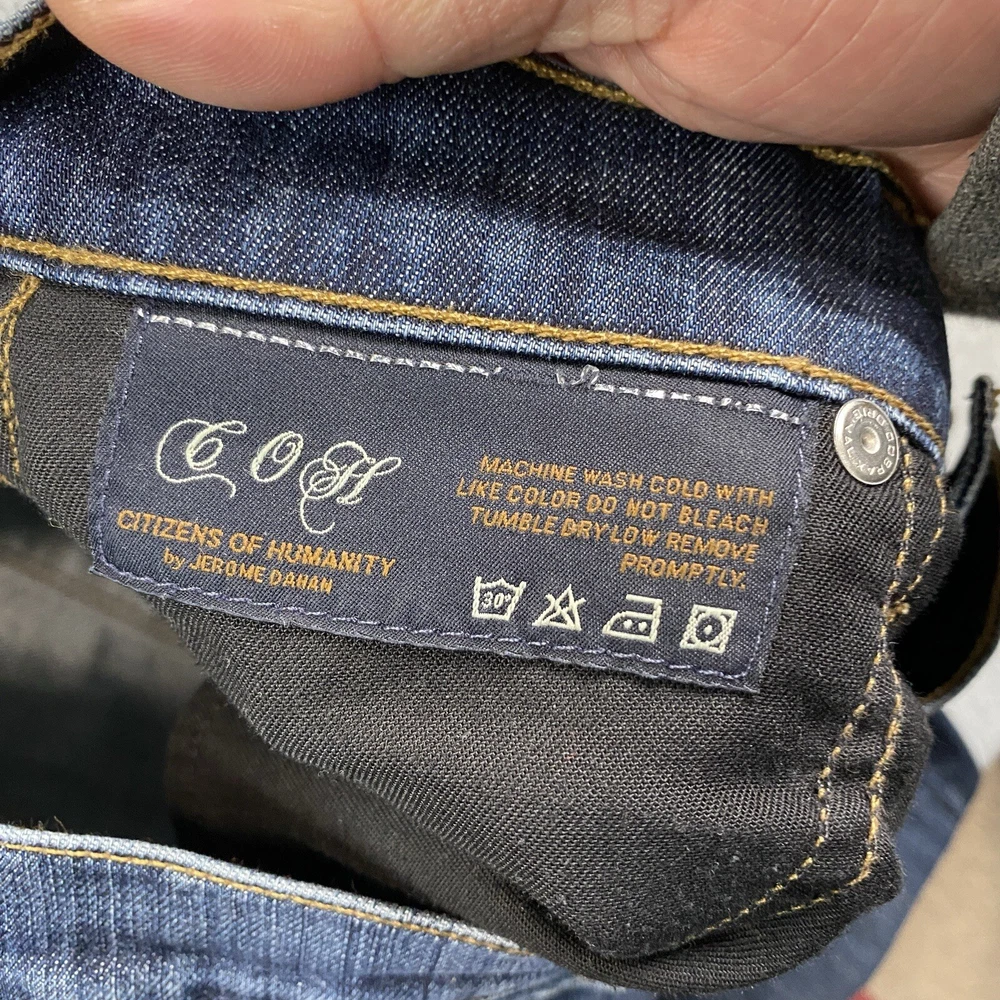 COH
CITIZENS OF HUMANITY
by JEROME DAHAN
MACHINE WASH COLD WITH
LIKE COLOR DO NOT BLEACH
TUMBLE DRY LOW REMOVE
PROMPTLY.
30°